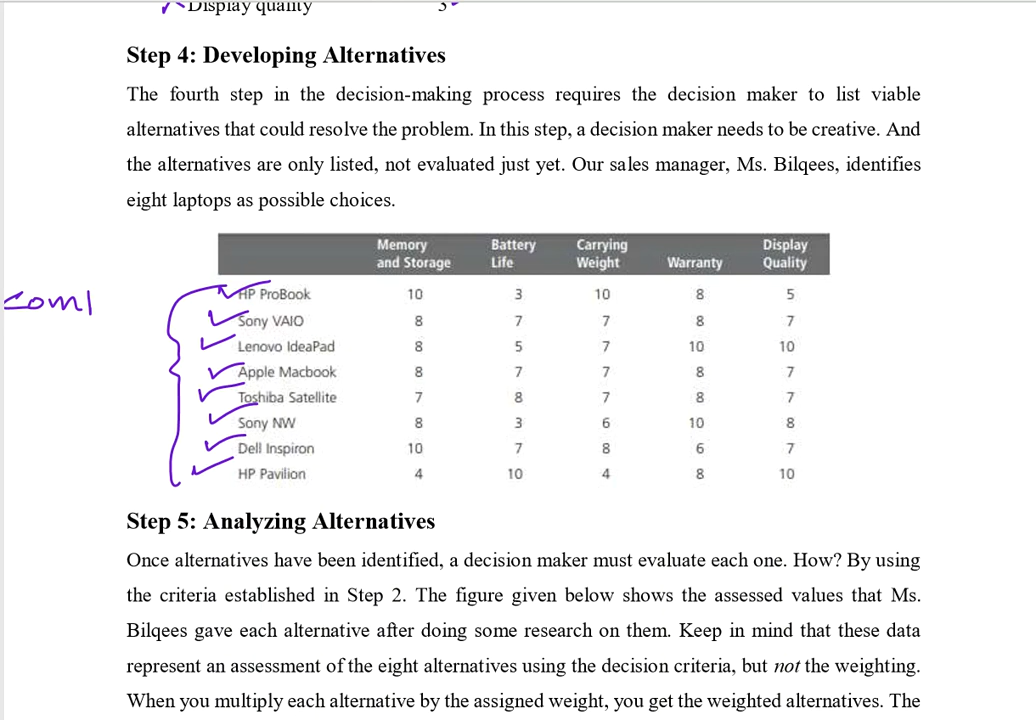 Display quality 3
Step 4: Developing Alternatives
The fourth step in the decision-making process requires the decision maker to list viable
alternatives that could resolve the problem. In this step, a decision maker needs to be creative. And
the alternatives are only listed, not evaluated just yet. Our sales manager, Ms. Bilqees, identifies
eight laptops as possible choices.
Memory and Storage Battery Life Carrying Weight Warranty Display Quality
HP ProBook 10 3 10 8 5
Sony VAIO 8 7 7 8 7
Lenovo IdeaPad 8 5 7 10 10
Apple Macbook 8 7 7 8 7
Toshiba Satellite 7 8 7 8 7
Sony NW 8 3 6 10 8
Dell Inspiron 10 7 8 6 7
HP Pavilion 4 10 4 8 10
Step 5: Analyzing Alternatives
Once alternatives have been identified, a decision maker must evaluate each one. How? By using
the criteria established in Step 2. The figure given below shows the assessed values that Ms.
Bilqees gave each alternative after doing some research on them. Keep in mind that these data
represent an assessment of the eight alternatives using the decision criteria, but not the weighting.
When you multiply each alternative by the assigned weight, you get the weighted alternatives. The